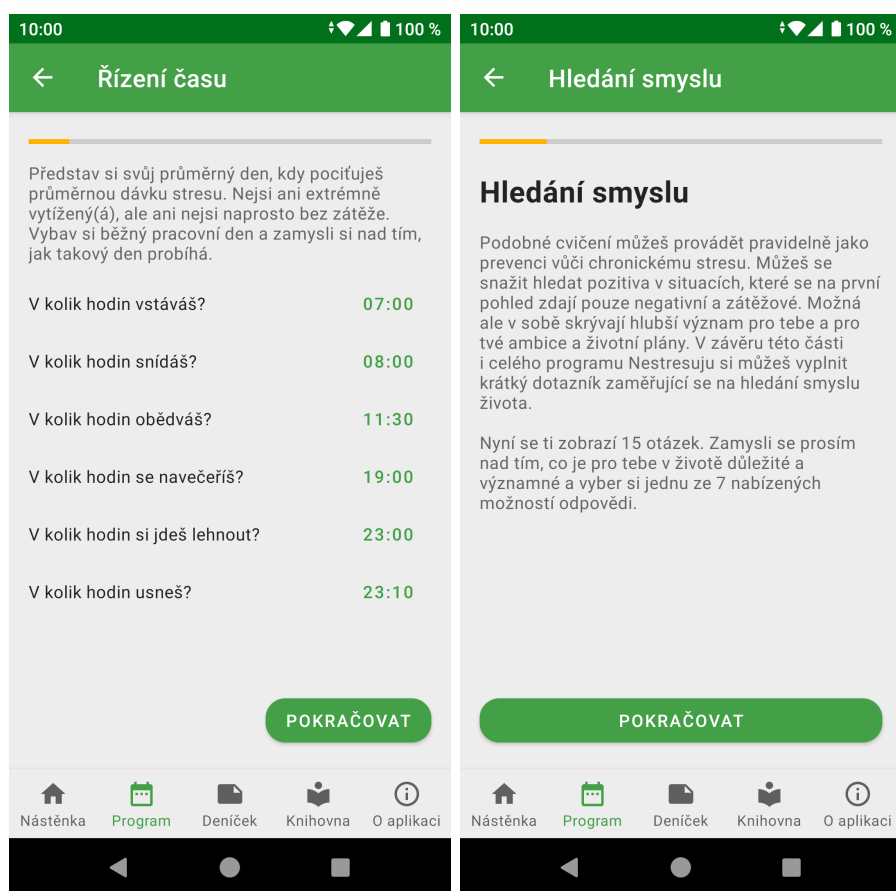 10:00
100 %
Řízení času
Představ si svůj průměrný den, kdy pociťuješ
průměrnou dávku stresu. Nejsi ani extrémně
vytížený(á), ale ani nejsi naprosto bez zátěže.
Vybav si běžný pracovní den a zamysli si nad tím,
jak takový den probíhá.
V kolik hodin vstáváš? 07:00
V kolik hodin snídáš? 08:00
V kolik hodin obědváš? 11:30
V kolik hodin se navečeříš? 19:00
V kolik hodin si jdeš lehnout? 23:00
V kolik hodin usneš? 23:10
POKRAČOVAT
Nástěnka Program Deníček Knihovna O aplikaci
10:00
100 %
Hledání smyslu
Hledání smyslu
Podobné cvičení můžeš provádět pravidelně jako
prevenci vůči chronickému stresu. Můžeš se
snažit hledat pozitiva v situacích, které se na první
pohled zdají pouze negativní a zátěžové. Možná
ale v sobě skrývají hlubší význam pro tebe a pro
tvé ambice a životní plány. V závěru této části
i celého programu Nestresuju si můžeš vyplnit
krátký dotazník zaměřující se na hledání smyslu
života.
Nyní se ti zobrazí 15 otázek. Zamysli se prosím
nad tím, co je pro tebe v životě důležité a
významné a vyber si jednu ze 7 nabízených
možností odpovědi.
POKRAČOVAT
Nástěnka Program Deníček Knihovna O aplikaci